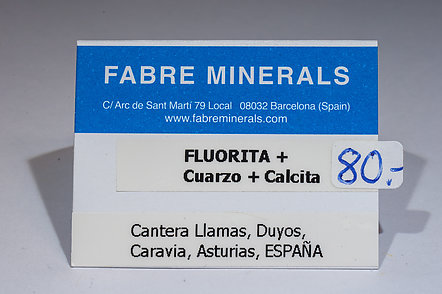 FABRE MINERALS
C/ Arc de Sant Martí 79 Local 08032 Barcelona (Spain)
www.fabreminerals.com
FLUORITA +
Cuarzo + Calcita
80.-
Cantera Llamas, Duyos,
Caravia, Asturias, ESPAÑA